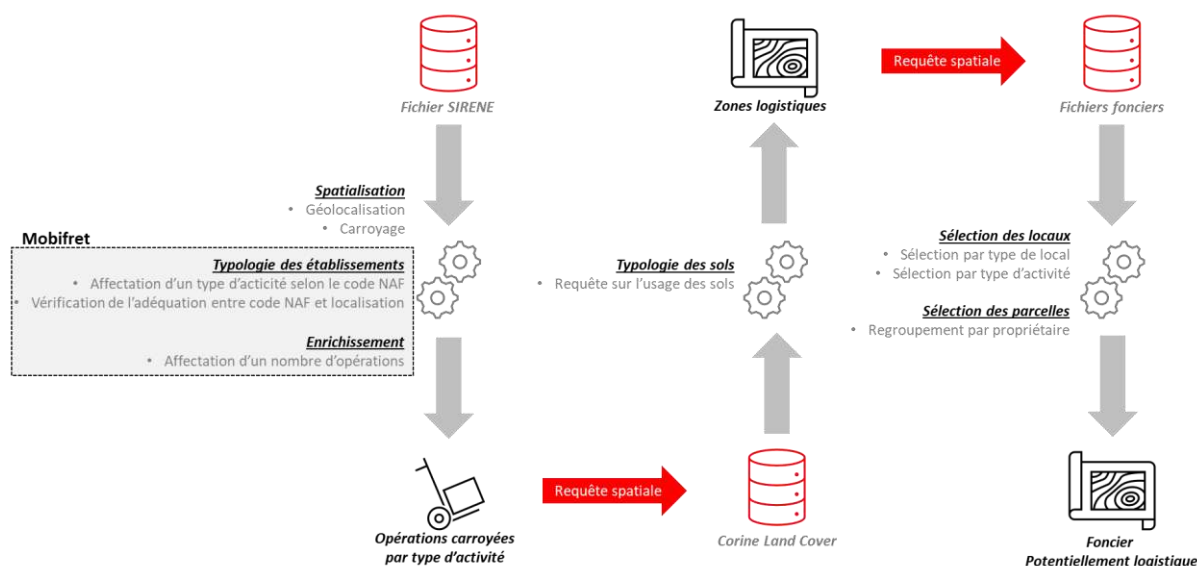 Fichier SIRENE
Spatialisation
• Géolocalisation
• Carroyage
Mobifret
Typologie des établissements
• Affectation d'un type d'acticité selon le code NAF
• Vérification de l'adéquation entre code NAF et localisation
Enrichissement
• Affectation d'un nombre d'opérations
Opérations carroyées
par type d'activité
Requête spatiale
Corine Land Cover
Typologie des sols
• Requête sur l'usage des sols
Zones logistiques
Requête spatiale
Fichiers fonciers
Sélection des locaux
• Sélection par type de local
• Sélection par type d'activité
Sélection des parcelles
• Regroupement par propriétaire
Foncier
Potentiellement logistique